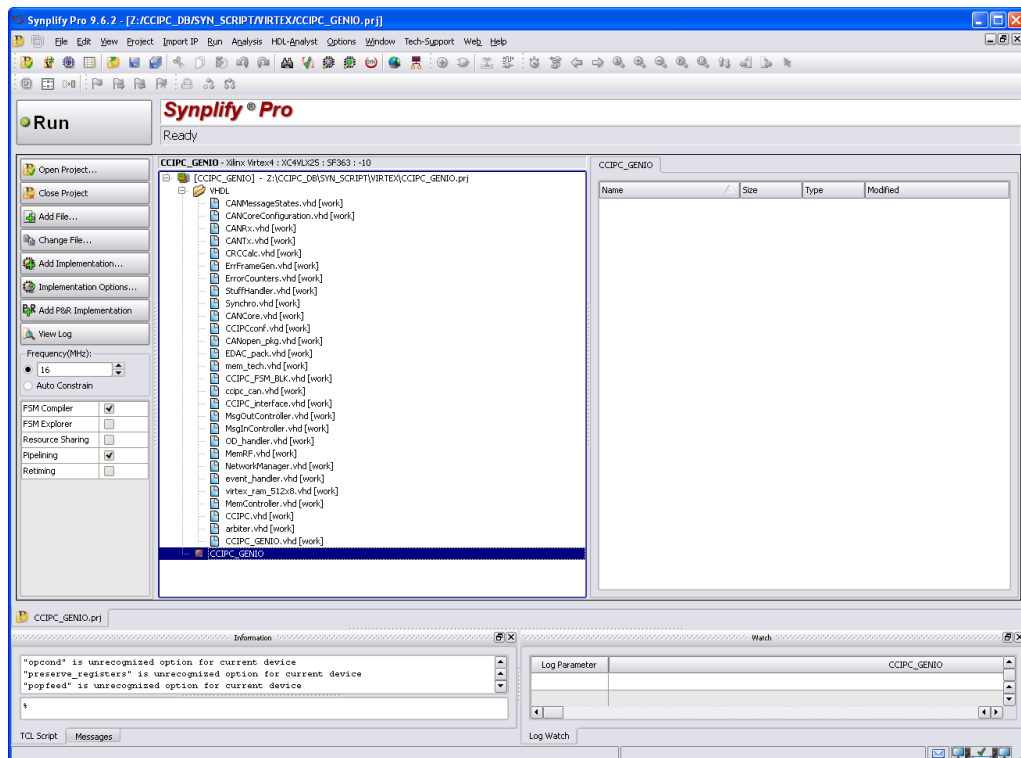 Synplify Pro 9.6.2 - [Z:/CCIPC_DB/SYN_SCRIPT/VIRTEX/CCIPC_GENIO.prj]
File Edit View Project Import IP Run Analysis HDL-Analyst Options Window Tech-Support Web Help
Run
Synplify ® Pro
Ready
Open Project...
Close Project
Add File...
Change File...
Add Implementation...
Implementation Options...
Add P&R Implementation
View Log
Frequency(MHz):
16
Auto Constrain
FSM Compiler
FSM Explorer
Resource Sharing
Pipelining
Retiming
CCIPC_GENIO - Xilinx Virtex4 : XC4VLX25 : SF363 : -10
[CCIPC_GENIO] - Z:\CCIPC_DB\SYN_SCRIPT\VIRTEX\CCIPC_GENIO.prj
VHDL
CANMessageStates.vhd [work]
CANCoreConfiguration.vhd [work]
CANRx.vhd [work]
CANTx.vhd [work]
CRCCalc.vhd [work]
ErrFrameGen.vhd [work]
ErrorCounters.vhd [work]
StuffHandler.vhd [work]
Synchro.vhd [work]
CANCore.vhd [work]
CCIPCconf.vhd [work]
CANopen_pkg.vhd [work]
EDAC_pack.vhd [work]
mem_tech.vhd [work]
CCIPC_FSM_BLK.vhd [work]
ccipc_can.vhd [work]
CCIPC_interface.vhd [work]
MsgOutController.vhd [work]
MsgInController.vhd [work]
OD_handler.vhd [work]
MemRF.vhd [work]
NetworkManager.vhd [work]
event_handler.vhd [work]
virtex_ram_512x8.vhd [work]
MemController.vhd [work]
CCIPC.vhd [work]
arbiter.vhd [work]
CCIPC_GENIO.vhd [work]
CCIPC_GENIO
CCIPC_GENIO
Name Size Type Modified
CCIPC_GENIO.prj
Information
"opcond" is unrecognized option for current device
"preserve_registers" is unrecognized option for current device
"popfeed" is unrecognized option for current device
%
TCL Script Messages
Watch
Log Parameter CCIPC_GENIO
Log Watch